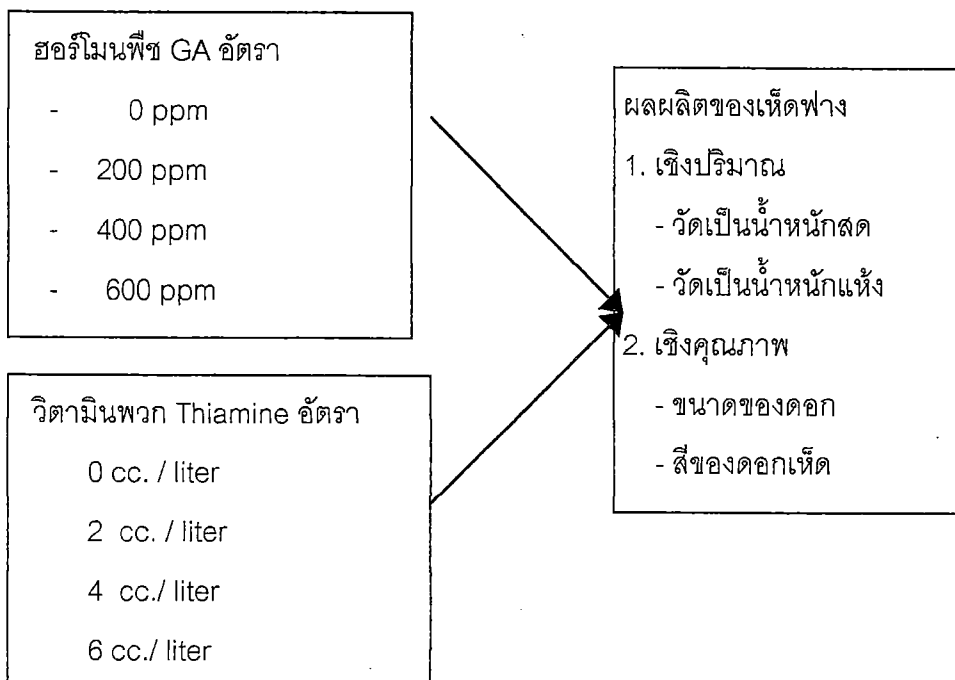 ฮอร์โมนพืช GA อัตรา
- 0 ppm
- 200 ppm
- 400 ppm
- 600 ppm
วิตามินพวก Thiamine อัตรา
0 cc. / liter
2 cc. / liter
4 cc./ liter
6 cc./ liter
ผลผลิตของเห็ดฟาง
1. เชิงปริมาณ
- วัดเป็นน้ำหนักสด
- วัดเป็นน้ำหนักแห้ง
2. เชิงคุณภาพ
- ขนาดของดอก
- สีของดอกเห็ด